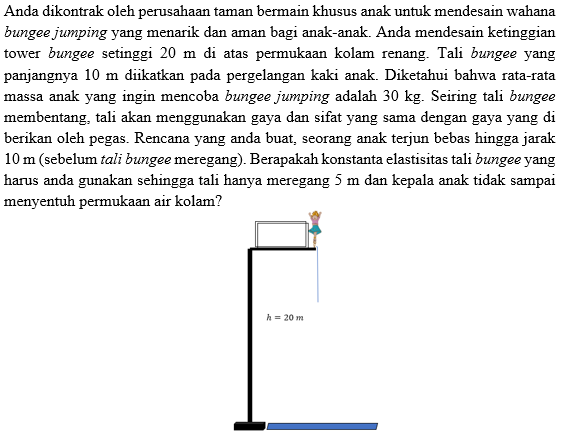 Anda dikontrak oleh perusahaan taman bermain khusus anak untuk mendesain wahana
bungee jumping yang menarik dan aman bagi anak-anak. Anda mendesain ketinggian
tower bungee setinggi 20 m di atas permukaan kolam renang. Tali bungee yang
panjangnya 10 m diikatkan pada pergelangan kaki anak. Diketahui bahwa rata-rata
massa anak yang ingin mencoba bungee jumping adalah 30 kg. Seiring tali bungee
membentang, tali akan menggunakan gaya dan sifat yang sama dengan gaya yang di
berikan oleh pegas. Rencana yang anda buat, seorang anak terjun bebas hingga jarak
10 m (sebelum tali bungee meregang). Berapakah konstanta elastisitas tali bungee yang
harus anda gunakan sehingga tali hanya meregang 5 m dan kepala anak tidak sampai
menyentuh permukaan air kolam?
h = 20 m